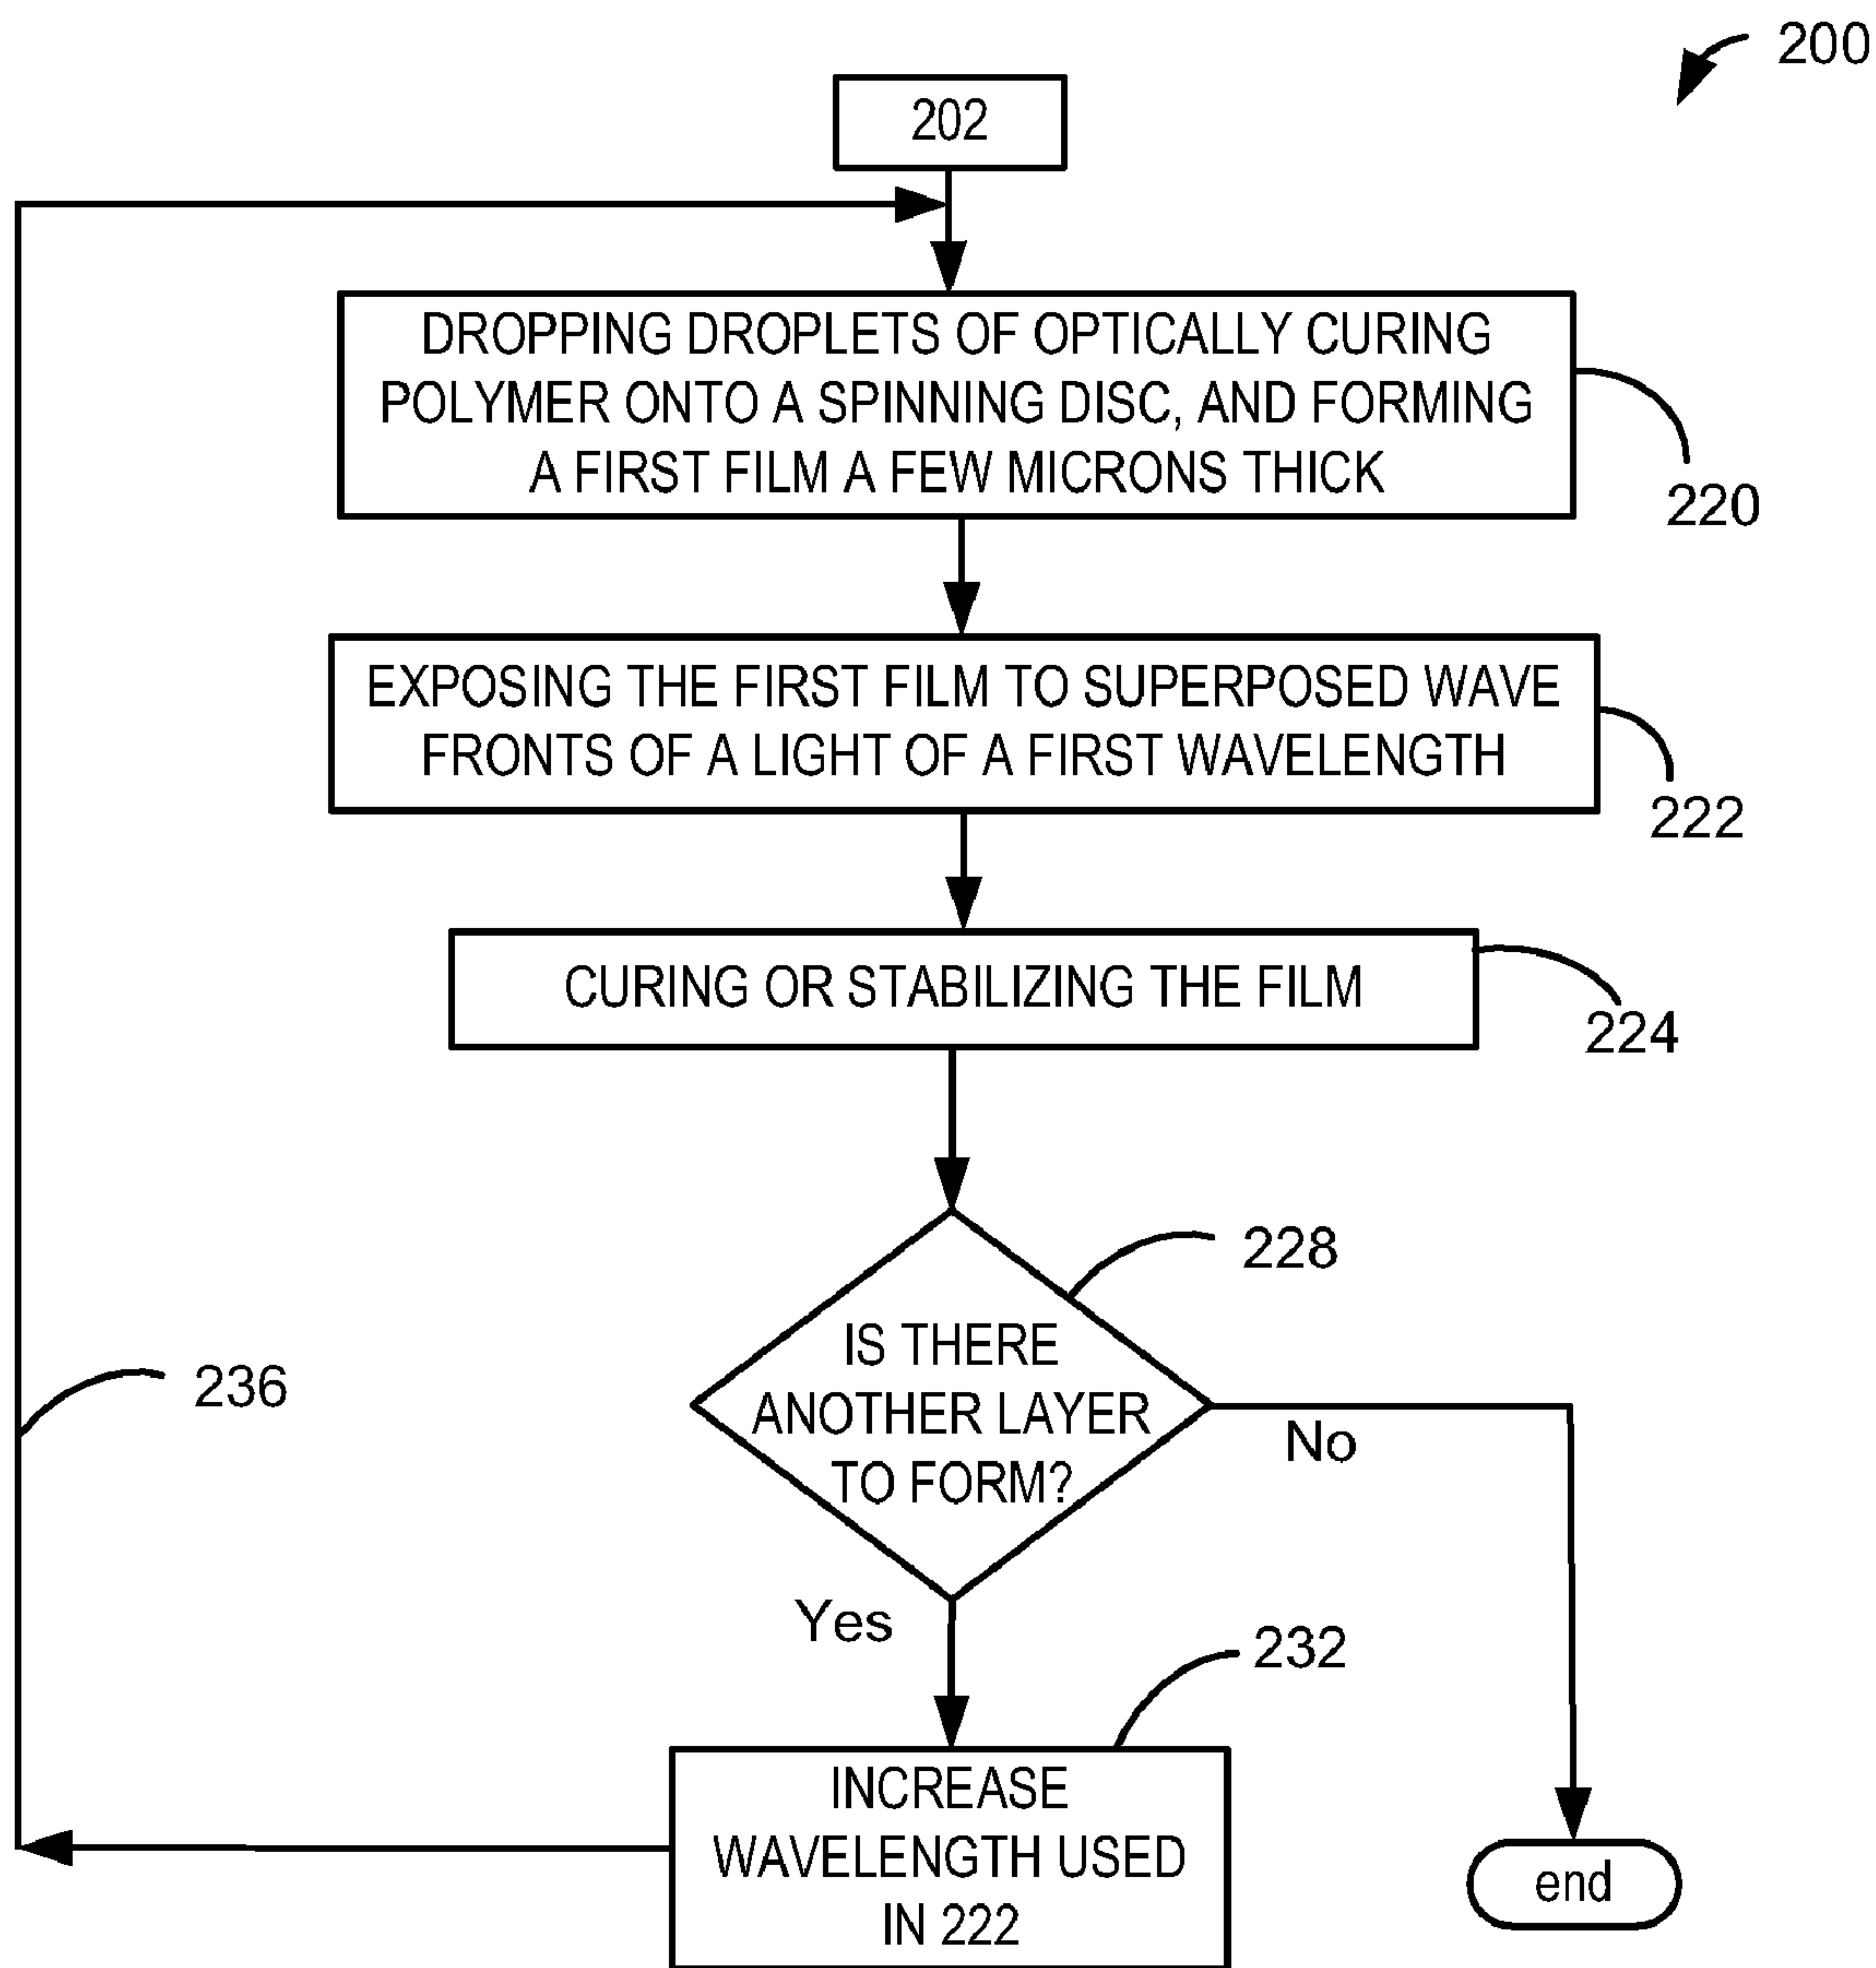 200
202
DROPPING DROPLETS OF OPTICALLY CURING
POLYMER ONTO A SPINNING DISC, AND FORMING
A FIRST FILM A FEW MICRONS THICK
220
EXPOSING THE FIRST FILM TO SUPERPOSED WAVE
FRONTS OF A LIGHT OF A FIRST WAVELENGTH
222
CURING OR STABILIZING THE FILM
224
228
IS THERE
ANOTHER LAYER
TO FORM?
236
No
Yes
232
INCREASE
WAVELENGTH USED
IN 222
end